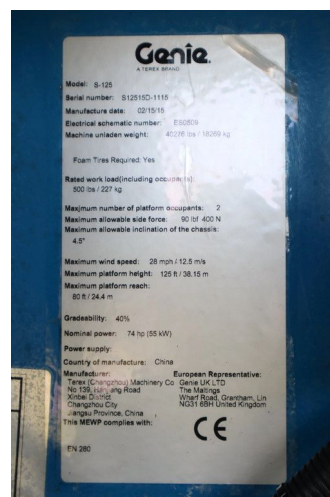 Genie.
A TEREX BRAND
Model: S-125
Serial number: S12515D-1115
Manufacture date: 02/15/15
Electrical schematic number: ES0509
Machine unladen weight: 40276 lbs / 18269 kg
Foam Tires Required: Yes
Rated work load(including occupants):
500 lbs / 227 kg
Maximum number of platform occupants: 2
Maximum allowable side force: 90 lbf 400 N
Maximum allowable inclination of the chassis:
4.5°
Maximum wind speed: 28 mph / 12.5 m/s
Maximum platform height: 125 ft / 38.15 m
Maximum platform reach:
80 ft / 24.4 m
Gradeability: 40%
Nominal power: 74 hp (55 kW)
Power supply:
Country of manufacture: China
Manufacturer: European Representative:
Terex (Changzhou) Machinery Co Genie UK LTD
No 139, Hanjiang Road The Maltings
Xinbei District Wharf Road, Grantham, Lin
Changzhou City NG31 6BH United Kingdom
Jiangsu Province, China
This MEWP complies with:
CE
EN 280